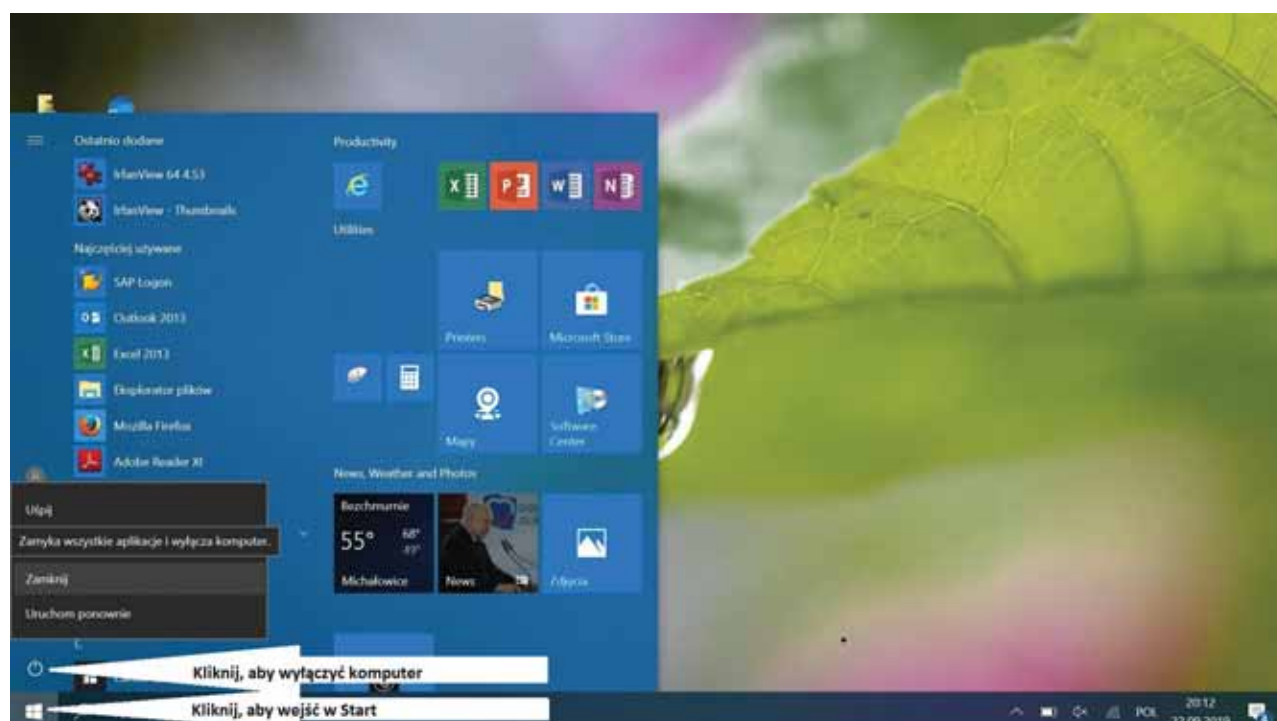 Ostatnio dodane
IrfanView 64 4.53
IrfanView - Thumbnails
Najczęściej używane
SAP Logon
Outlook 2013
Excel 2013
Eksplorator plików
Mozilla Firefox
Adobe Reader XI
Productivity
Utilities
Printers
Microsoft Store
Mapy
Software Center
News, Weather and Photos
Bezchmurnie
55°
68°
Michałowice
News
Zdjęcia
Uśpij
Zamyka wszystkie aplikacje i wyłącza komputer.
Zamknij
Uruchom ponownie
Kliknij, aby wyłączyć komputer
Kliknij, aby wejść w Start
POL
20:12